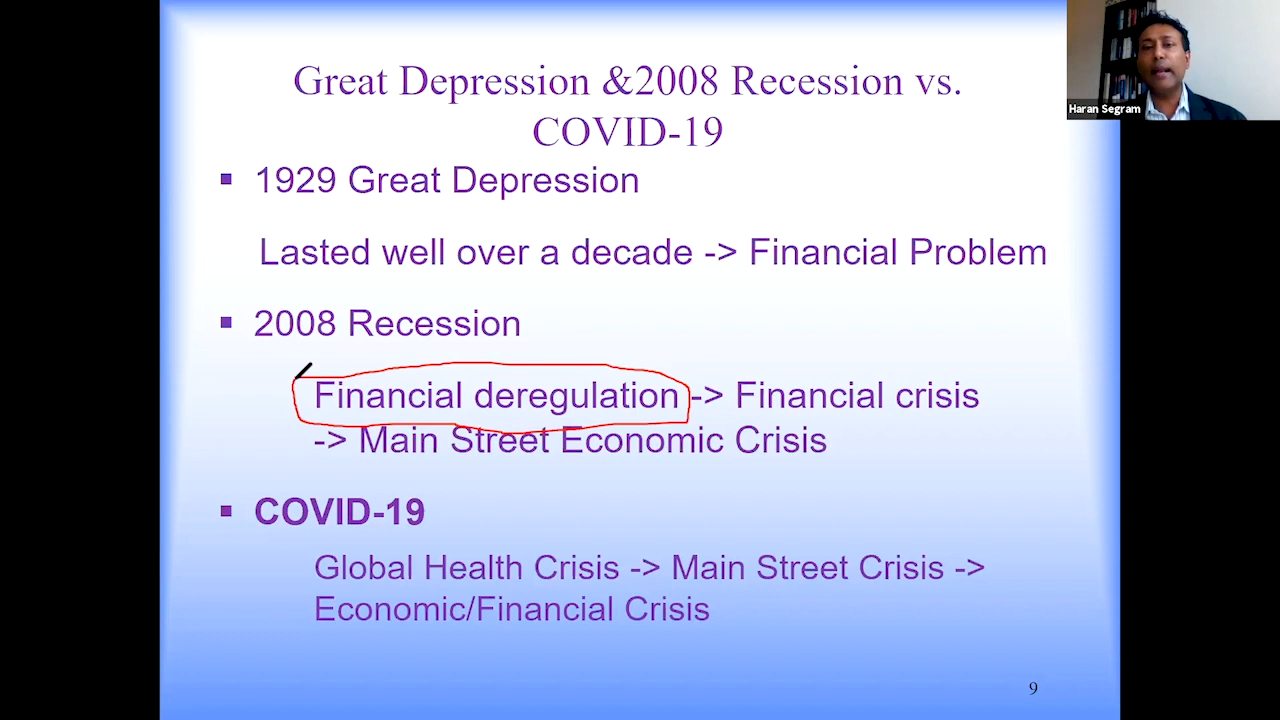 Great Depression &2008 Recession vs.
COVID-19
Haran Segram
▪ 1929 Great Depression
Lasted well over a decade -> Financial Problem
▪ 2008 Recession
Financial deregulation -> Financial crisis
-> Main Street Economic Crisis
▪ COVID-19
Global Health Crisis -> Main Street Crisis ->
Economic/Financial Crisis
9